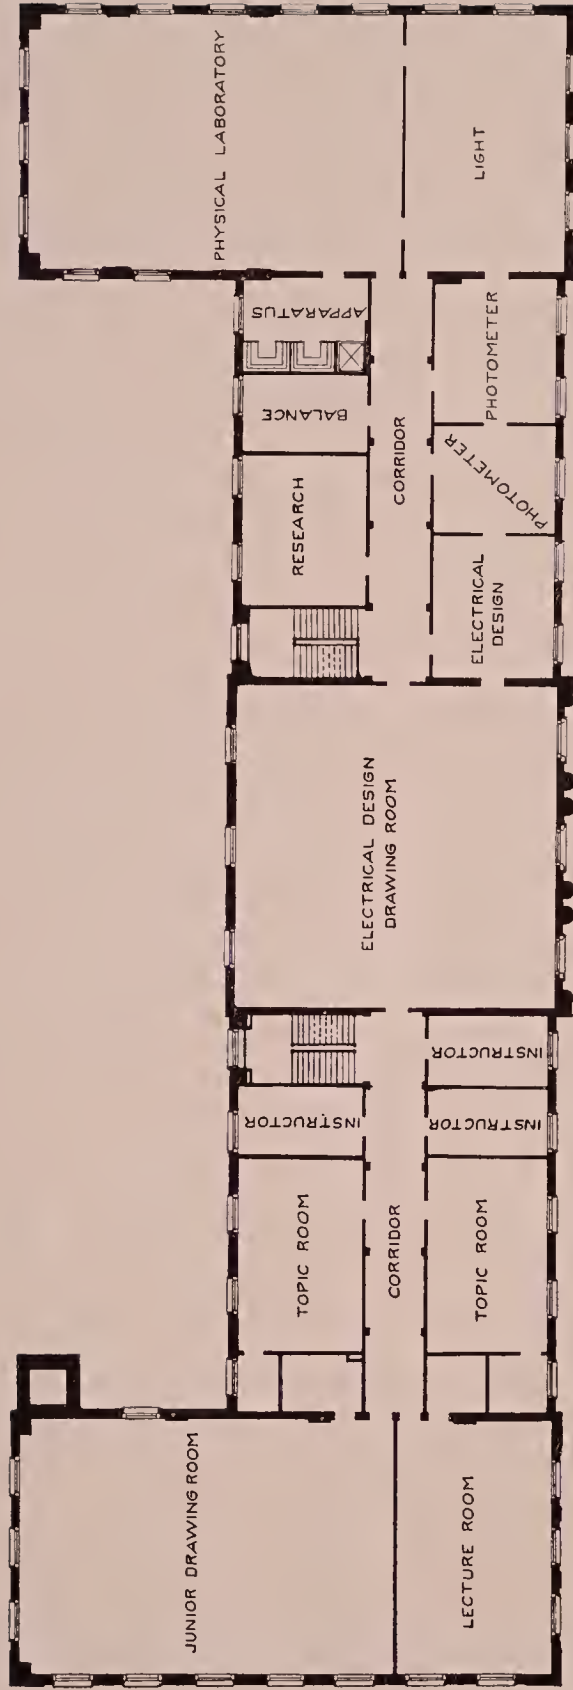 PHYSICAL LABORATORY
LIGHT
APPARATUS
BALANCE
RESEARCH
CORRIDOR
PHOTOMETER
PHOTOMETER
ELECTRICAL
DESIGN
ELECTRICAL DESIGN
DRAWING ROOM
INSTRUCTOR
INSTRUCTOR
INSTRUCTOR
TOPIC ROOM
CORRIDOR
TOPIC ROOM
JUNIOR DRAWING ROOM
LECTURE ROOM